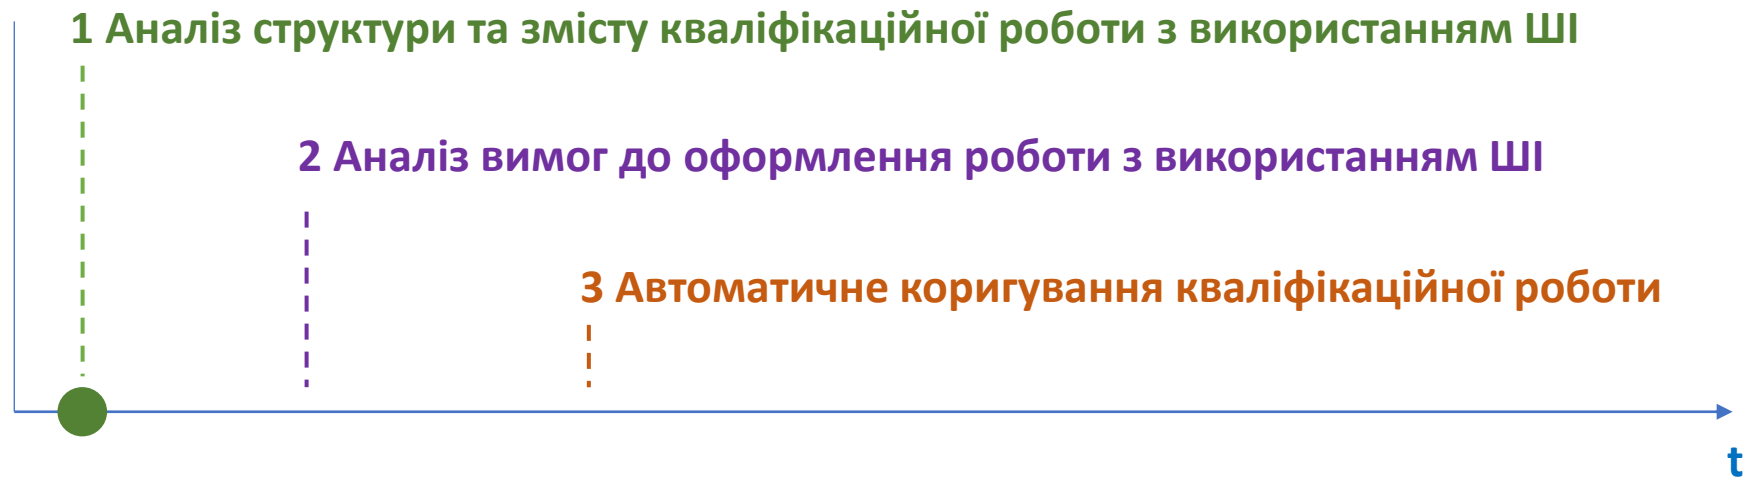 1 Аналіз структури та змісту кваліфікаційної роботи з використанням ШІ
2 Аналіз вимог до оформлення роботи з використанням ШІ
3 Автоматичне коригування кваліфікаційної роботи
t